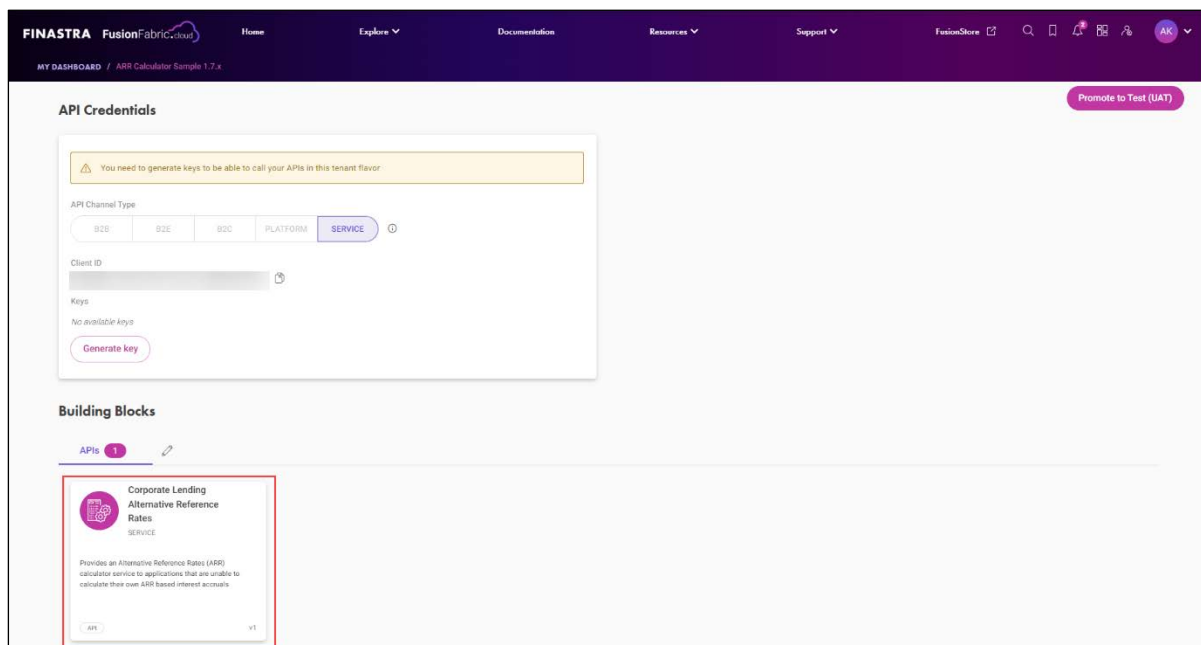 FINASTRA FusionFabric.cloud Home Explore Documentation Resources Support FusionStore 2 AK
MY DASHBOARD / ARR Calculator Sample 1.7.x
Promote to Test (UAT)
API Credentials
You need to generate keys to be able to call your APIs in this tenant flavor
API Channel Type
B2B B2E B2C PLATFORM SERVICE
Client ID
Keys
No available keys
Generate key
Building Blocks
APIs 1
Corporate Lending
Alternative Reference
Rates
SERVICE
Provides an Alternative Reference Rates (ARR)
calculator service to applications that are unable to
calculate their own ARR based interest accruals
API v1